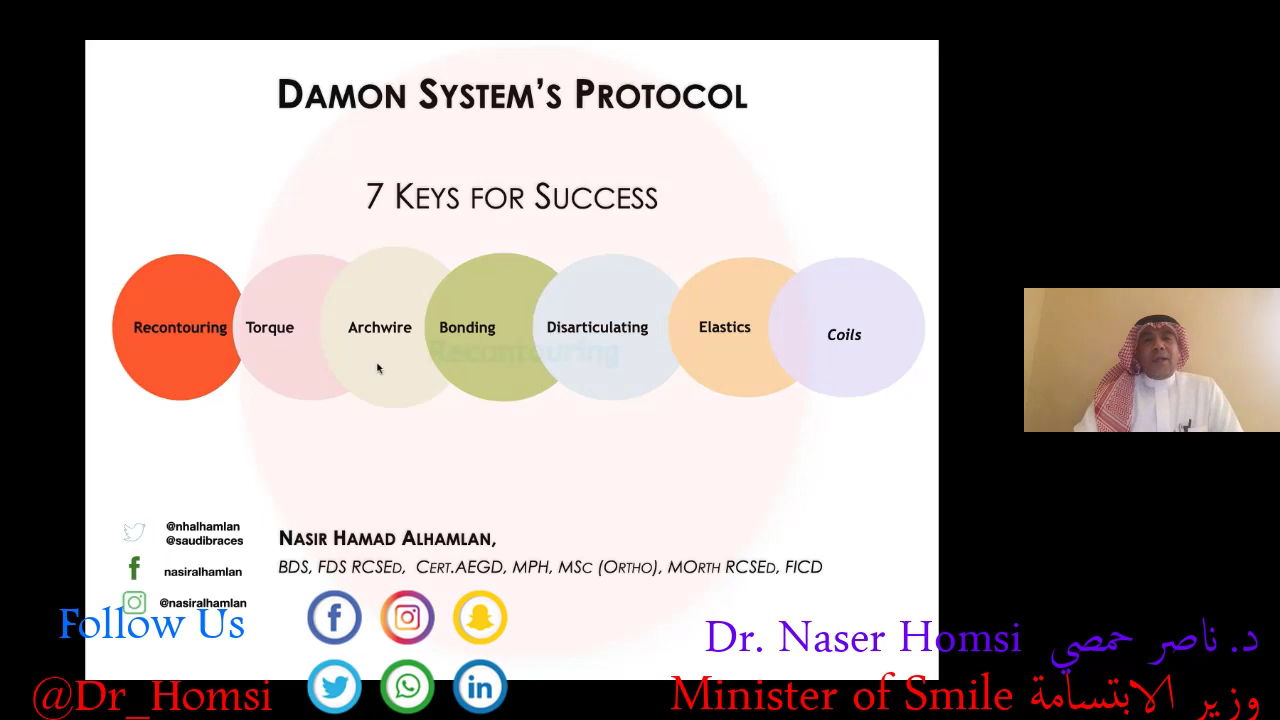 DAMON SYSTEM'S PROTOCOL
7 KEYS FOR SUCCESS
Recontouring Torque Archwire Bonding Disarticulating Elastics Coils
Recontouring
@nhalhamlan
@saudibraces
nasiralhamlan
@nasiralhamlan
NASIR HAMAD ALHAMLAN,
BDS, FDS RCSED, CERT.AEGD, MPH, MSC (ORTHO), MORTH RCSED, FICD
Follow Us
@Dr_Homsi
Dr. Naser Homsi د. ناصر حمصي
Minister of Smile وزير الابتسامة